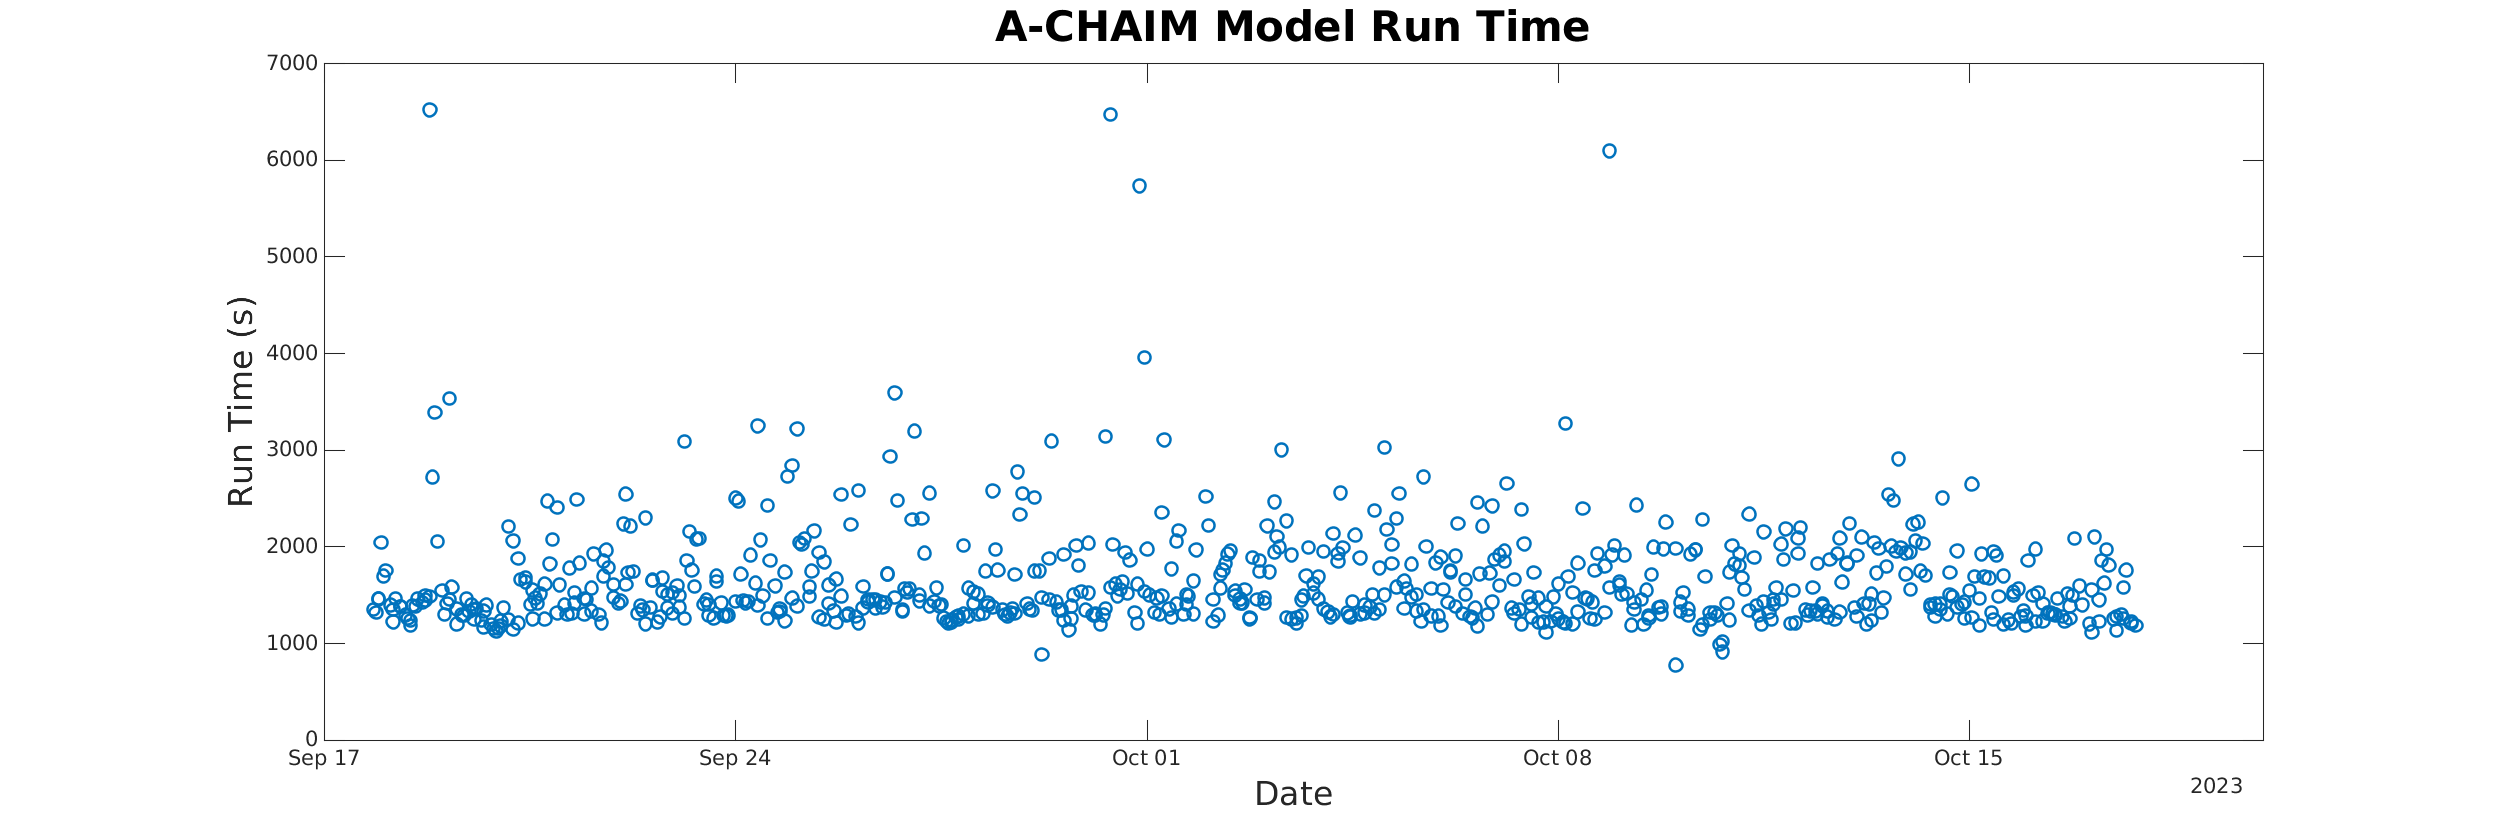 A-CHAIM Model Run Time
7000
6000
5000
4000
3000
2000
1000
0
Run Time (s)
Sep 17 Sep 24 Oct 01 Oct 08 Oct 15
Date
2023